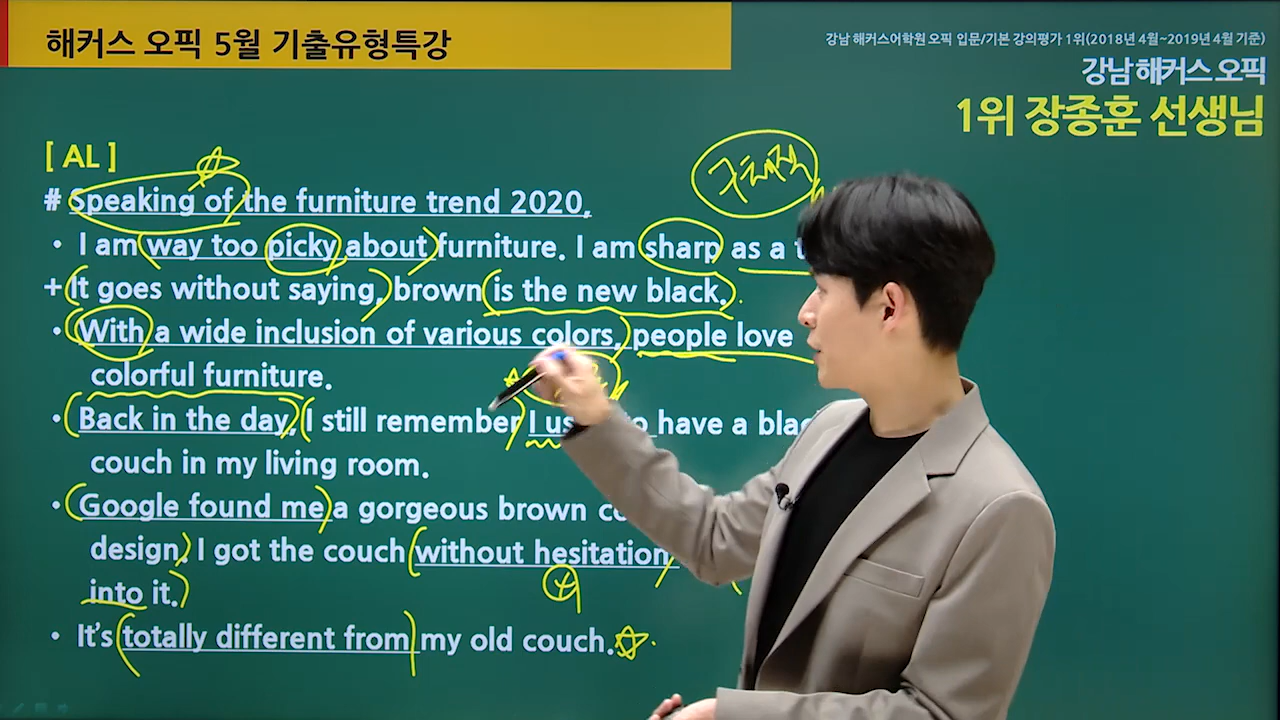 해커스 오픽 5월 기출유형특강
강남 해커스어학원 오픽 입문/기본 강의평가 1위(2018년 4월~2019년 4월 기준)
강남 해커스 오픽
1위 장종훈 선생님
[ AL ]
# Speaking of the furniture trend 2020,
• I am way too picky about furniture. I am sharp as a
+ It goes without saying, brown is the new black.
• With a wide inclusion of various colors, people love
colorful furniture.
• Back in the day, I still remember I have a
couch in my living room.
• Google found me a gorgeous brown
design, I got the couch without hesitation
into it.
• It's totally different from my old couch.